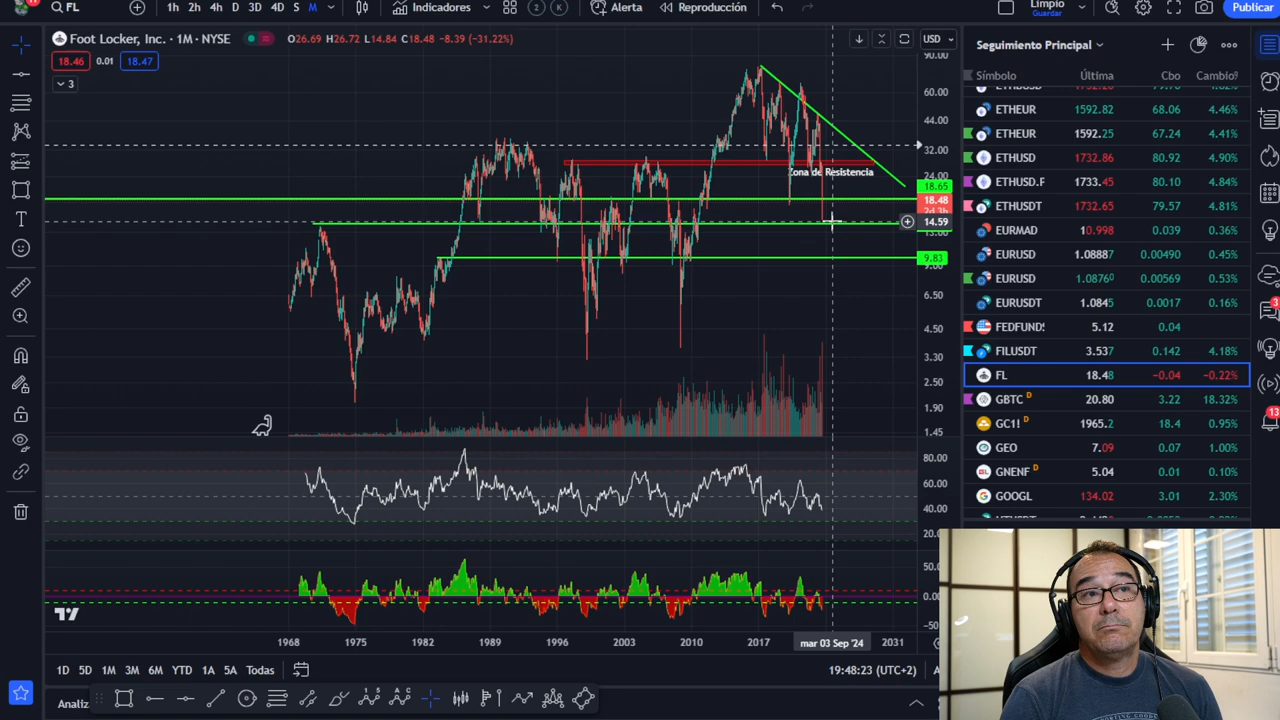 FL
1h 2h 4h D 3D 4D S M
Indicadores
2
K
Alerta
Reproducción
Limpio
Guardar
Publicar
Foot Locker, Inc. · 1M · NYSE
O26.69 H26.72 L14.84 C18.48 −8.39 (−31.22%)
USD
18.46 0.01 18.47
3
90.00
60.00
44.00
32.00
24.00
18.65
18.48
14.59
13.00
9.83
9.00
6.50
4.50
3.30
2.50
1.90
1.45
Zona de Resistencia
80.00
60.00
40.00
20.00
50.0
0.00
−50
1968 1975 1982 1989 1996 2003 2010 2017 mar 03 Sep '24 2031
1D 5D 1M 3M 6M YTD 1A 5A Todas
19:48:23 (UTC+2)
Seguimiento Principal
Símbolo Última Cbo Cambio%
ETHEUR 1592.82 68.06 4.46%
ETHEUR 1592.25 67.24 4.41%
ETHUSD 1732.86 80.92 4.90%
ETHUSD.F 1733.45 80.10 4.84%
ETHUSDT 1732.65 79.57 4.81%
EURMAD 10.998 0.039 0.36%
EURUSD 1.08887 0.00490 0.45%
EURUSD 1.0876⁰ 0.00569 0.53%
EURUSDT 1.0845 0.0017 0.16%
FEDFUNDS 5.12 0.04
FILUSDT 3.537 0.142 4.18%
FL 18.48 −0.04 −0.22%
GBTC D 20.80 3.22 18.32%
GC1! D 1965.2 18.4 0.95%
GEO 7.09 0.07 1.00%
GNENF D 5.04 0.01 0.10%
GOOGL 134.02 3.01 2.30%
3
13